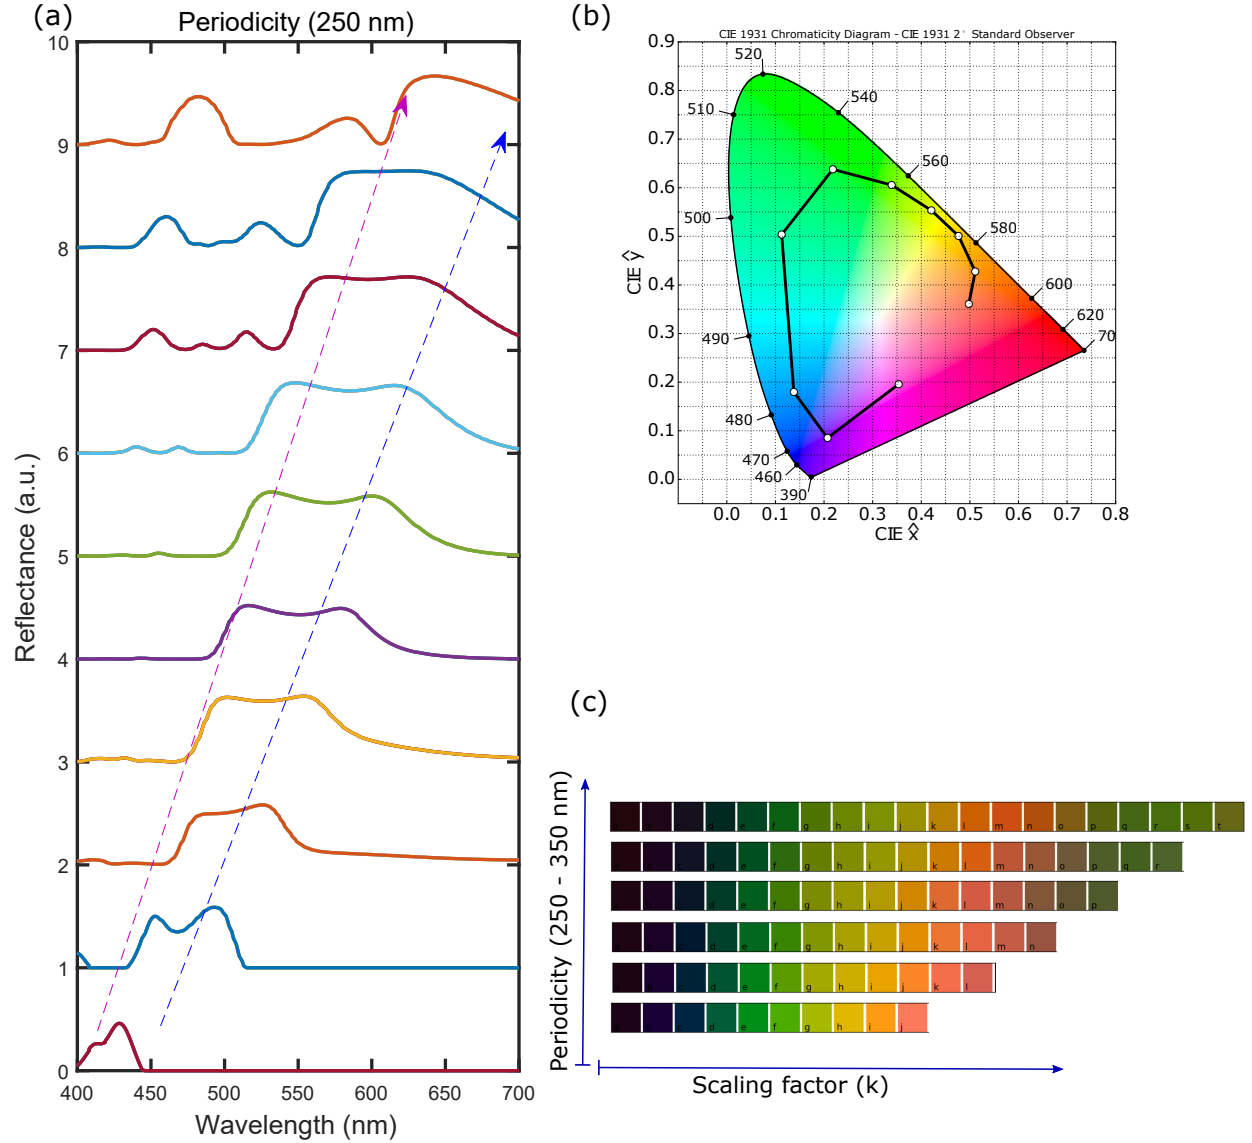 (a)
Periodicity (250 nm)
10
9
8
7
6
5
4
3
2
1
0
Reflectance (a.u.)
400 450 500 550 600 650 700
Wavelength (nm)
(b)
CIE 1931 Chromaticity Diagram - CIE 1931 2° Standard Observer
0.9
0.8
0.7
0.6
0.5
0.4
0.3
0.2
0.1
0.0
CIE ŷ
520
510
540
560
500
580
600
620
490
70
480
470
460
390
0.0 0.1 0.2 0.3 0.4 0.5 0.6 0.7 0.8
CIE x̂
(c)
Periodicity (250 - 350 nm)
c d e f g h i j k l m n o p q r s t
c d e f g h i j k l m n o p q r
c d e f g h i j k l m n o p
c d e f g h i j k l m n
c d e f g h i j k l
c d e f g h i j
Scaling factor (k)